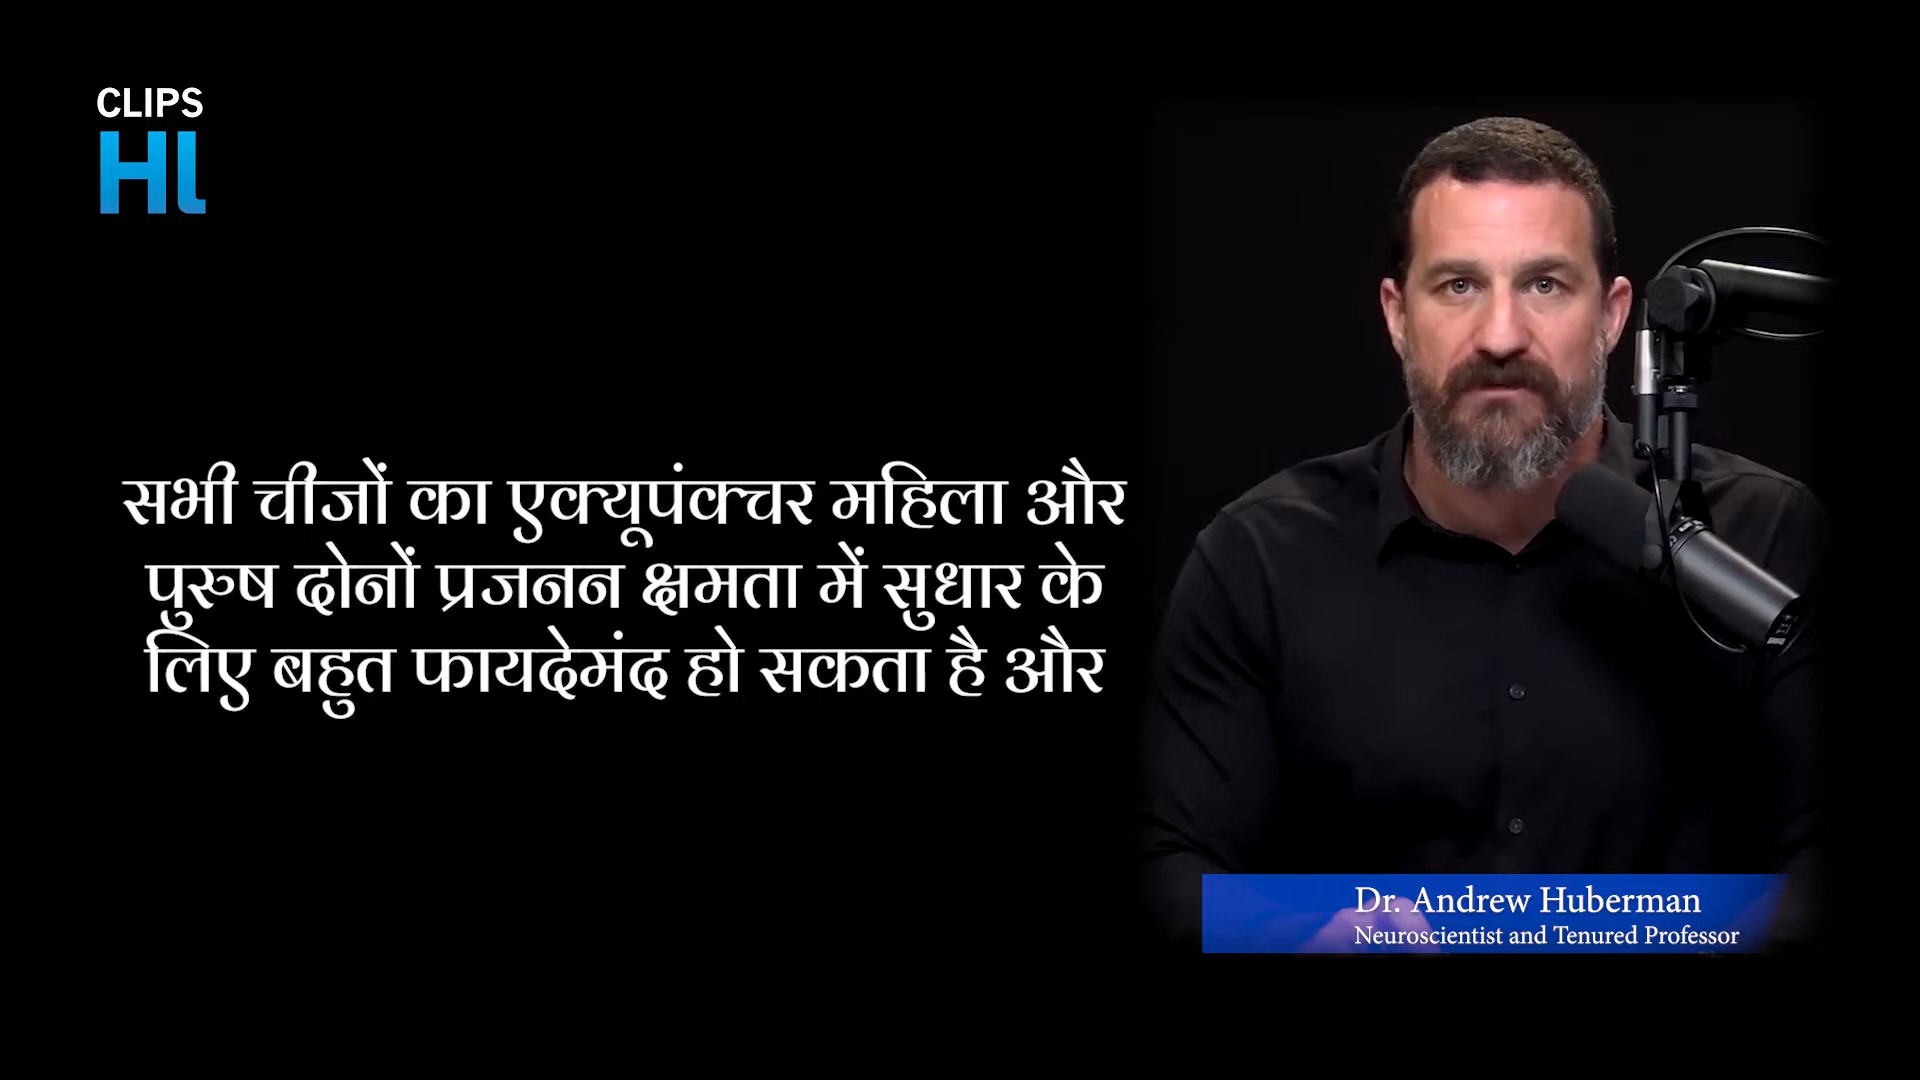 CLIPS
HL
सभी चीजों का एक्यूपंक्चर महिला और
पुरुष दोनों प्रजनन क्षमता में सुधार के
लिए बहुत फायदेमंद हो सकता है और
Dr. Andrew Huberman
Neuroscientist and Tenured Professor